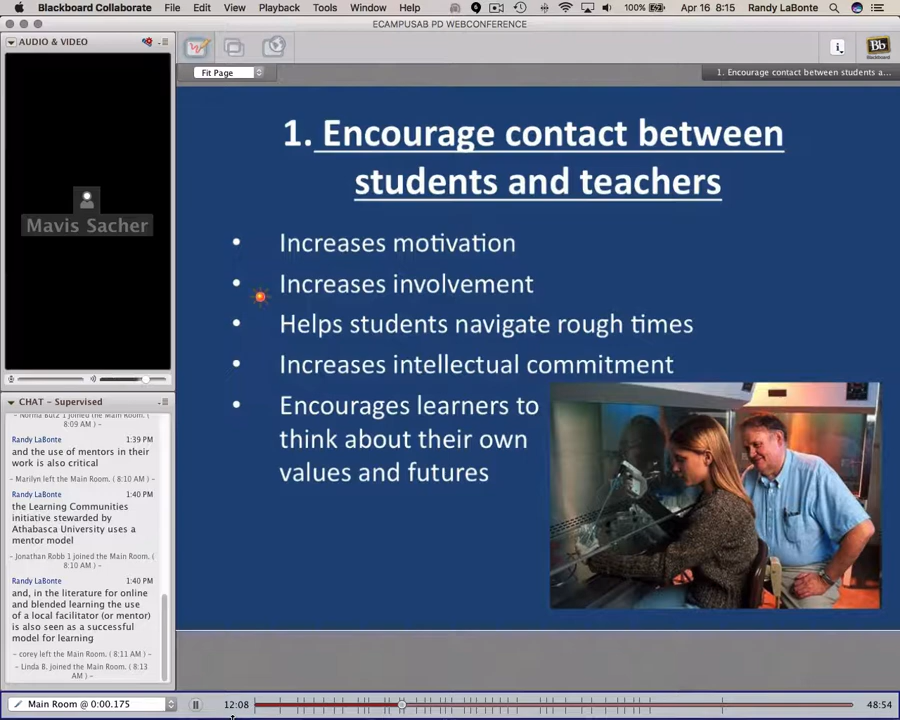 Blackboard Collaborate File Edit View Playback Tools Window Help 100% Apr 16 8:15 Randy LaBonte
ECAMPUSAB PD WEBCONFERENCE
AUDIO & VIDEO
Fit Page
1. Encourage contact between students a...
i
Bb
Blackboard
Mavis Sacher
1. Encourage contact between
students and teachers
• Increases motivation
• Increases involvement
• Helps students navigate rough times
• Increases intellectual commitment
• Encourages learners to
think about their own
values and futures
CHAT - Supervised
8:09 AM ) -
Randy LaBonte 1:39 PM
and the use of mentors in their
work is also critical
- Marilyn left the Main Room. ( 8:10 AM ) -
Randy LaBonte 1:40 PM
the Learning Communities
initiative stewarded by
Athabasca University uses a
mentor model
- Jonathan Robb 1 joined the Main Room. (
8:10 AM ) -
Randy LaBonte 1:40 PM
and, in the literature for online
and blended learning the use
of a local facilitator (or mentor)
is also seen as a successful
model for learning
- corey left the Main Room. ( 8:11 AM ) -
- Linda B. joined the Main Room. ( 8:13
AM ) -
Main Room @ 0:00.175
12:08
48:54